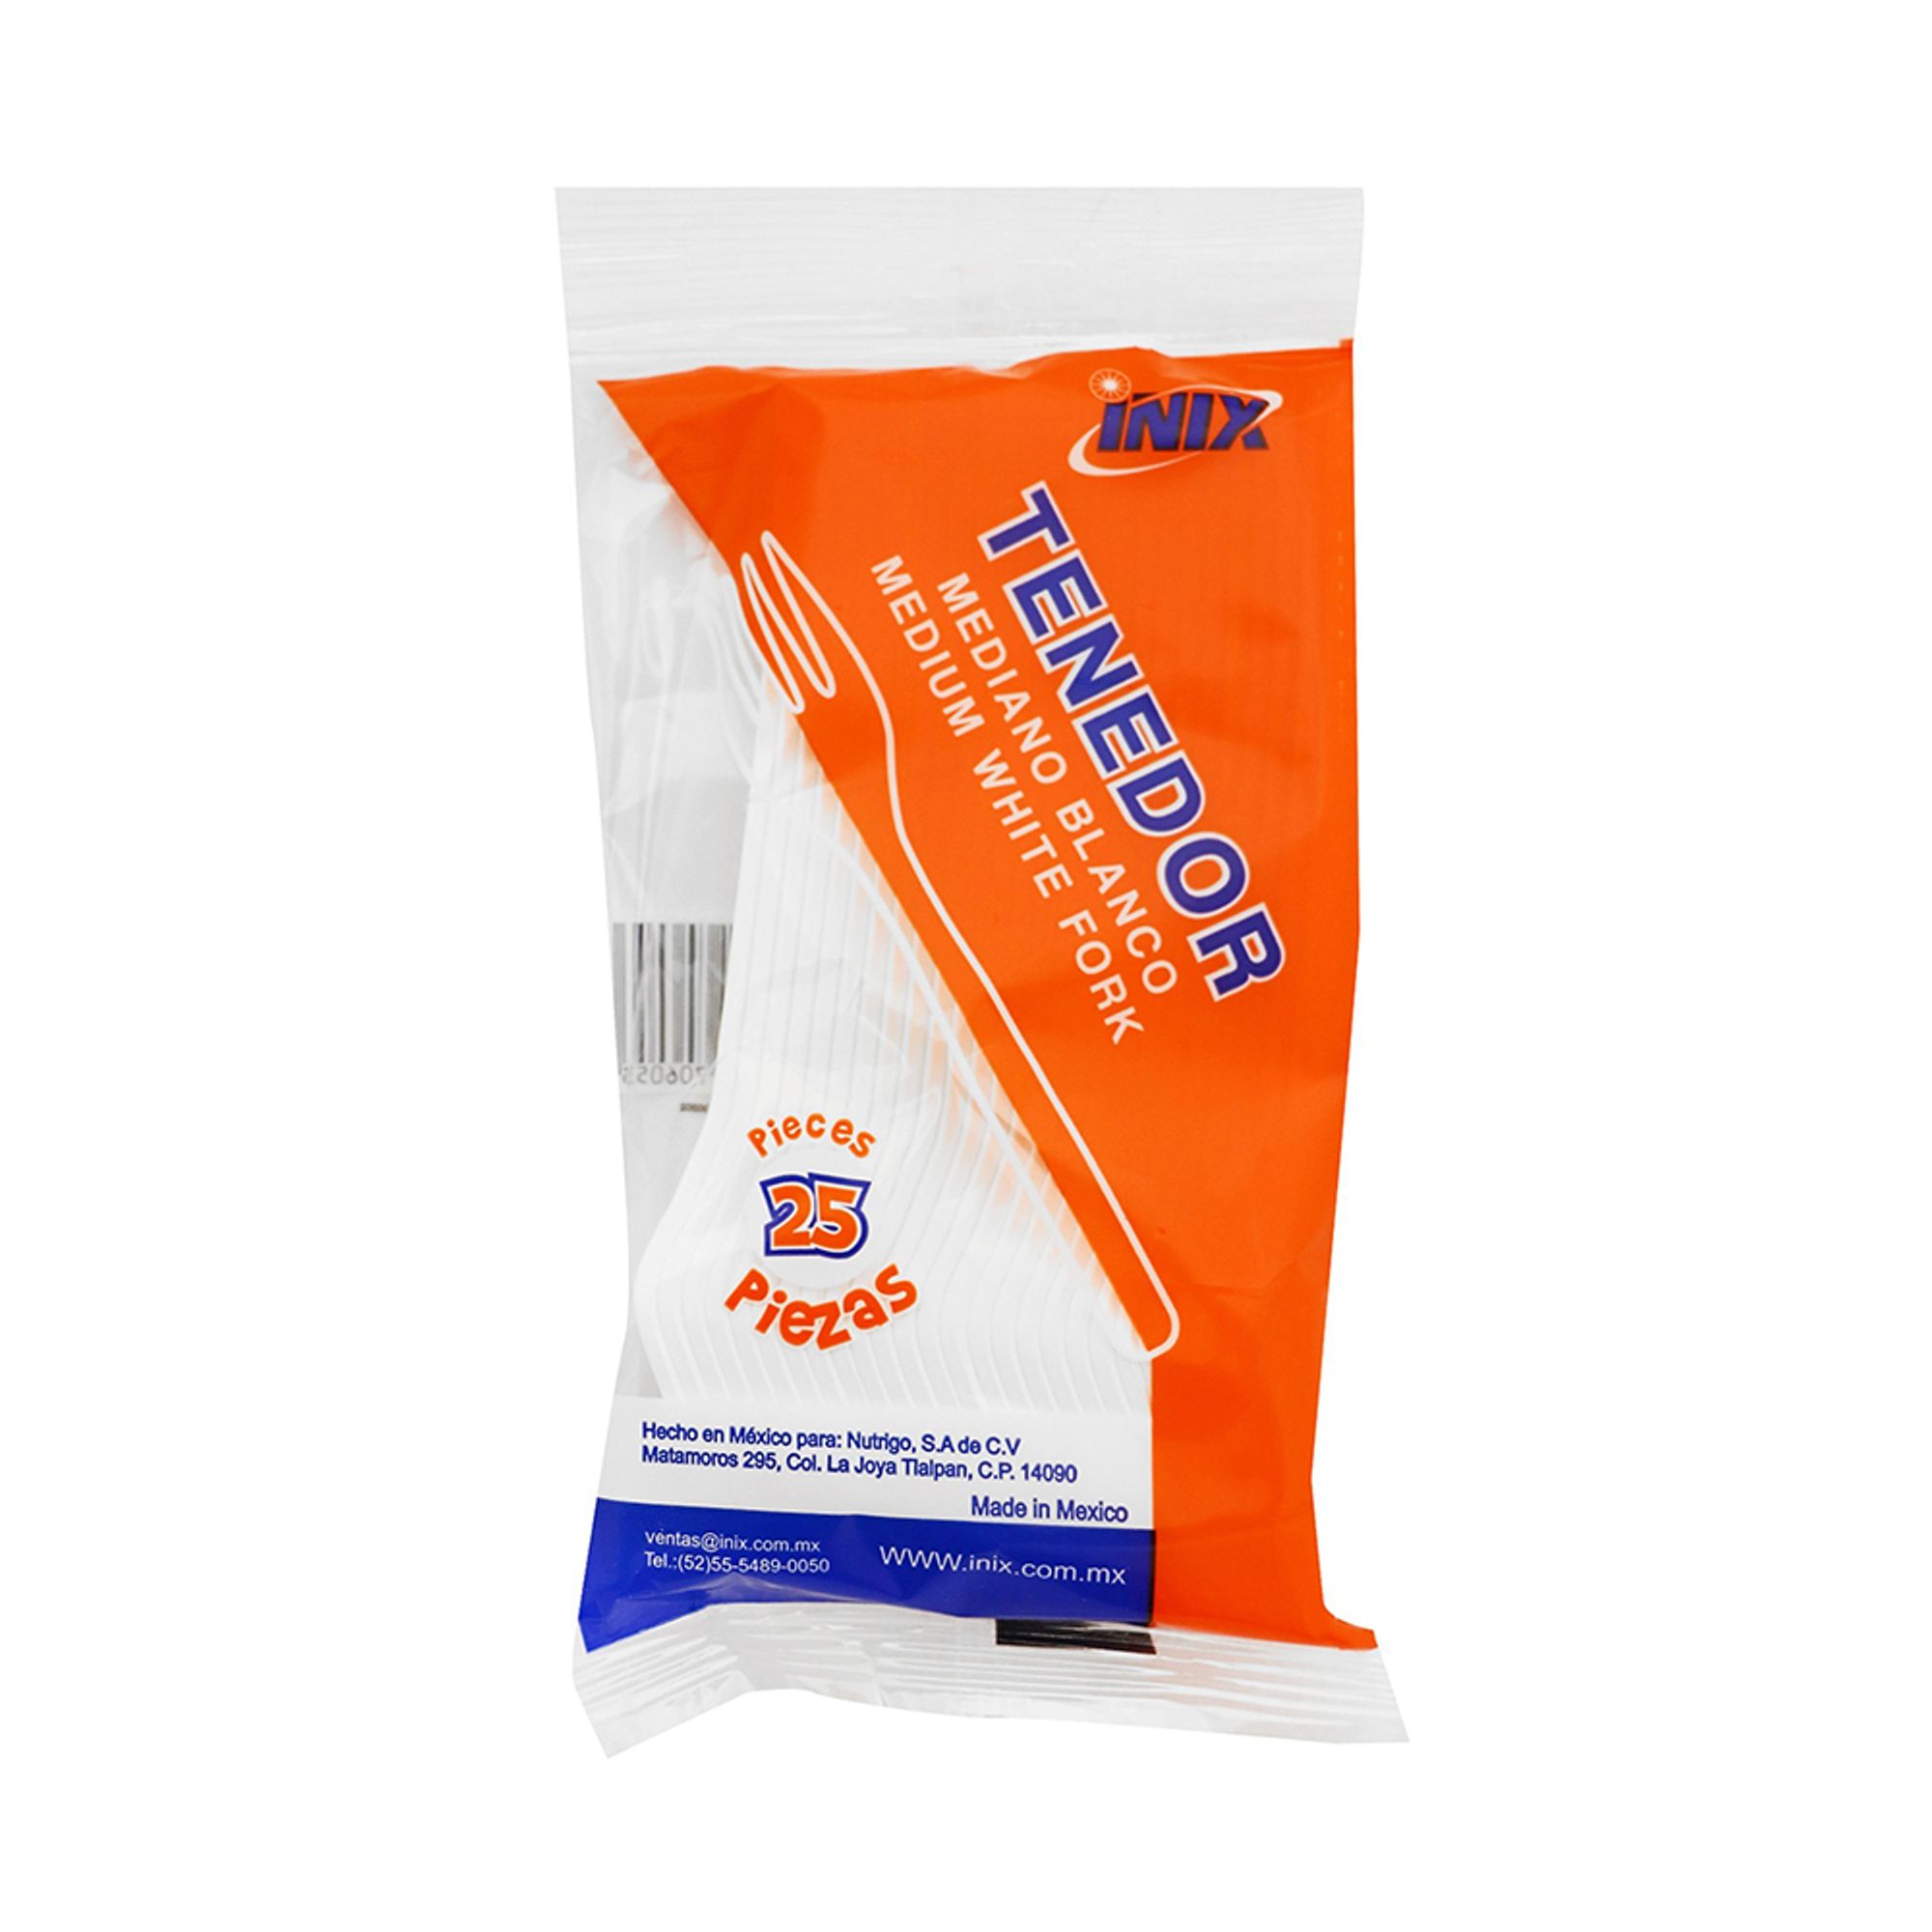 INIX
TENEDOR
MEDIANO BLANCO
MEDIUM WHITE FORK
Pieces
25
Piezas
Hecho en México para: Nutrigo, S.A de C.V
Matamoros 295, Col. La Joya Tlalpan, C.P. 14090
Made in Mexico
ventas@inix.com.mx
Tel.:(52)55-5489-0050
www.inix.com.mx